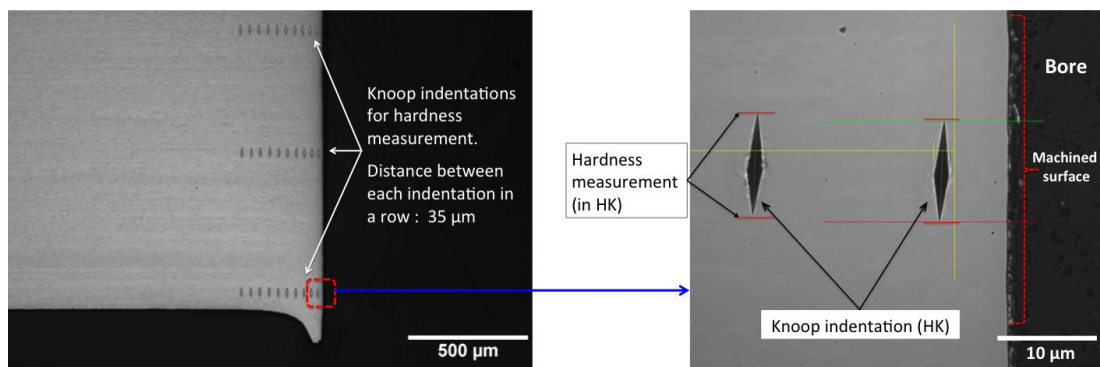 Knoop indentations
for hardness
measurement.
Distance between
each indentation in
a row : 35 µm
500 µm
Hardness
measurement
(in HK)
Knoop indentation (HK)
Bore
Machined
surface
10 µm